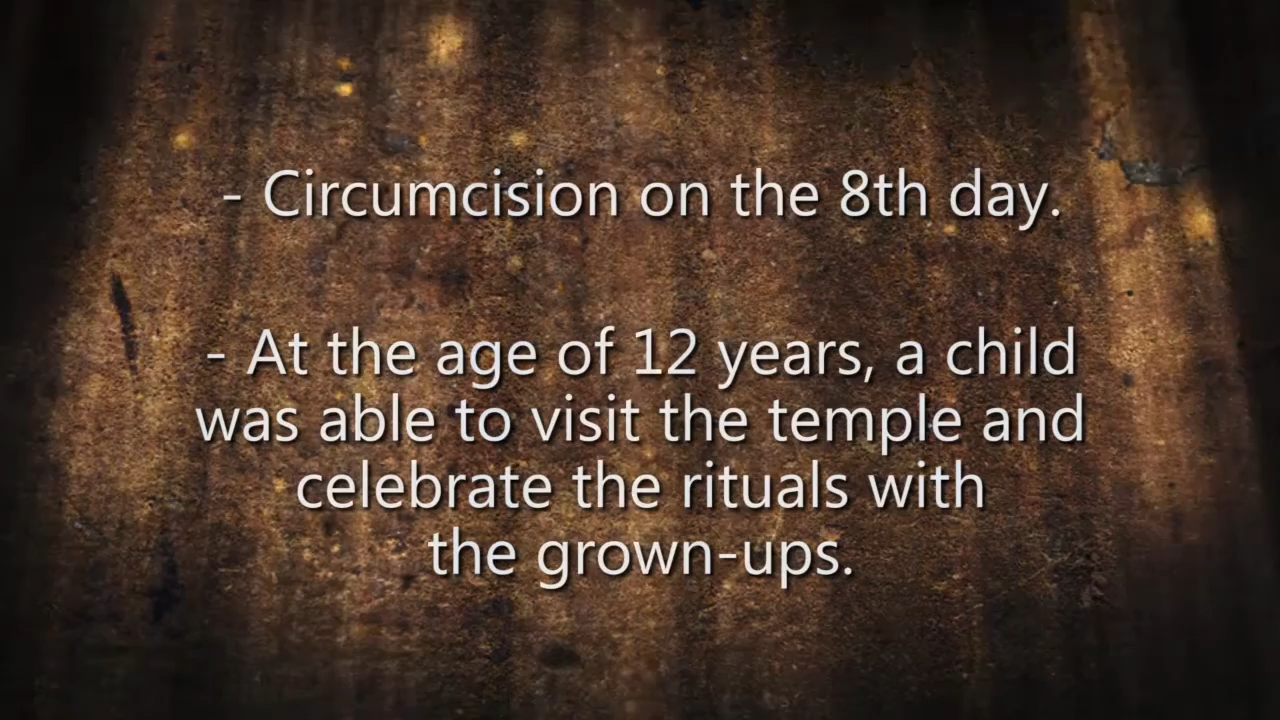 - Circumcision on the 8th day.
- At the age of 12 years, a child
was able to visit the temple and
celebrate the rituals with
the grown-ups.